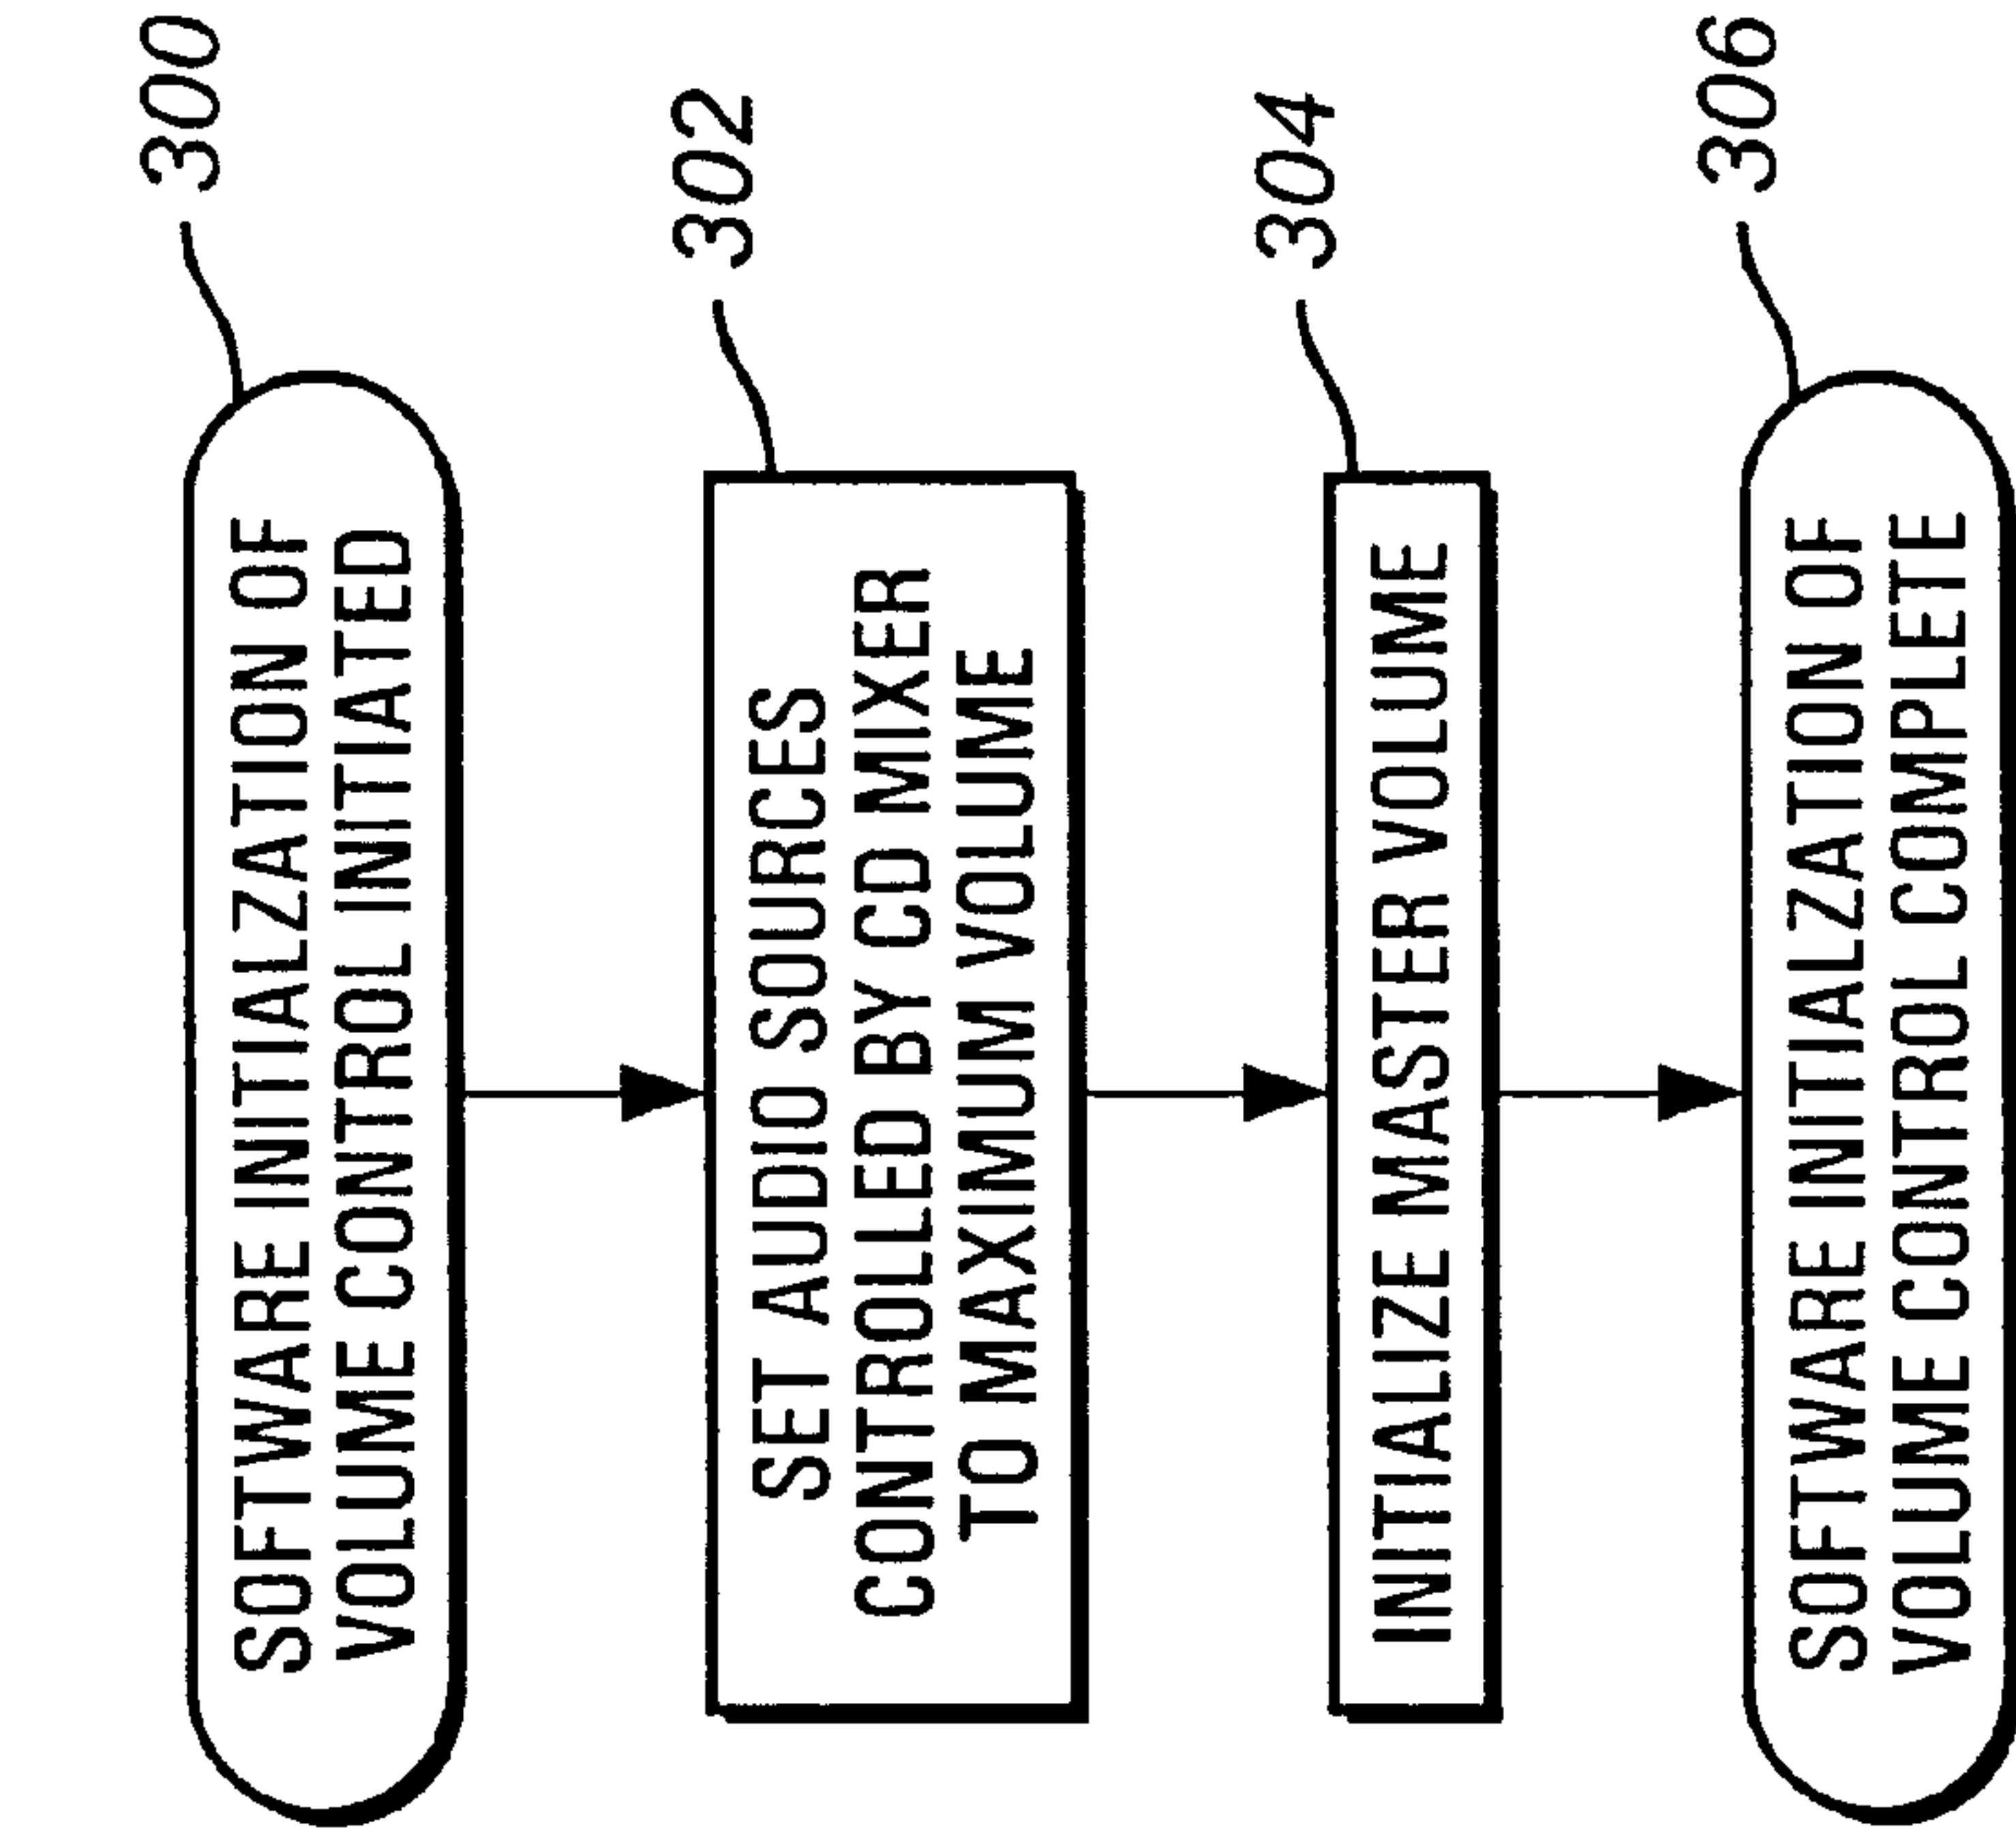 300
SOFTWARE INITIALZATION OF
VOLUME CONTROL INITIATED
302
SET AUDIO SOURCES
CONTROLLED BY CD MIXER
TO MAXIMUM VOLUME
304
INITIALIZE MASTER VOLUME
306
SOFTWARE INITIALZATION OF
VOLUME CONTROL COMPLETE